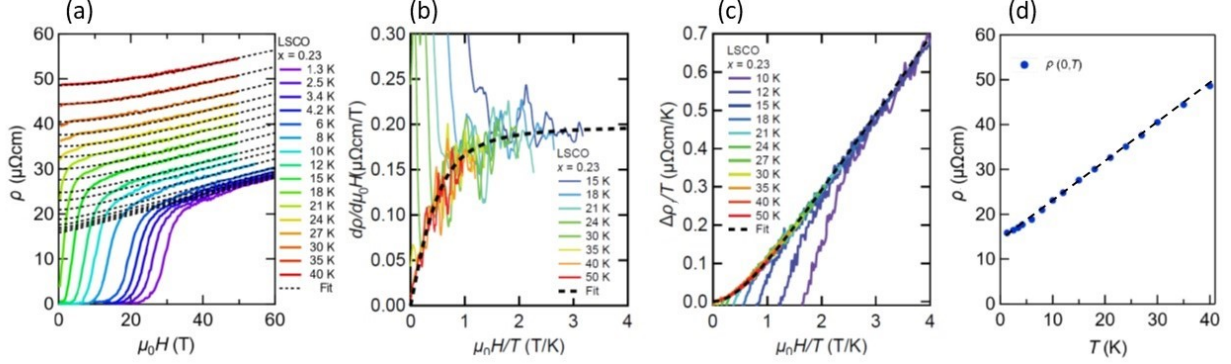 (a)
60
50
40
30
20
10
0
ρ (μΩcm)
0
20
40
60
μ₀H (T)
LSCO
x = 0.23
1.3 K
2.5 K
3.4 K
4.2 K
6 K
8 K
10 K
12 K
15 K
18 K
21 K
24 K
27 K
30 K
35 K
40 K
Fit
(b)
0.30
0.25
0.20
0.15
0.10
0.05
0.00
dρ/dμ₀H(μΩcm/T)
0
1
2
3
4
μ₀H/T (T/K)
LSCO
x = 0.23
15 K
18 K
21 K
24 K
30 K
35 K
40 K
50 K
Fit
(c)
0.7
0.6
0.5
0.4
0.3
0.2
0.1
0.0
Δρ/T (μΩcm/K)
0
1
2
3
4
μ₀H/T (T/K)
LSCO
x = 0.23
10 K
12 K
15 K
18 K
21 K
24 K
27 K
30 K
35 K
40 K
50 K
Fit
(d)
60
50
40
30
20
10
0
ρ (μΩcm)
0
10
20
30
40
T (K)
ρ (0,T)